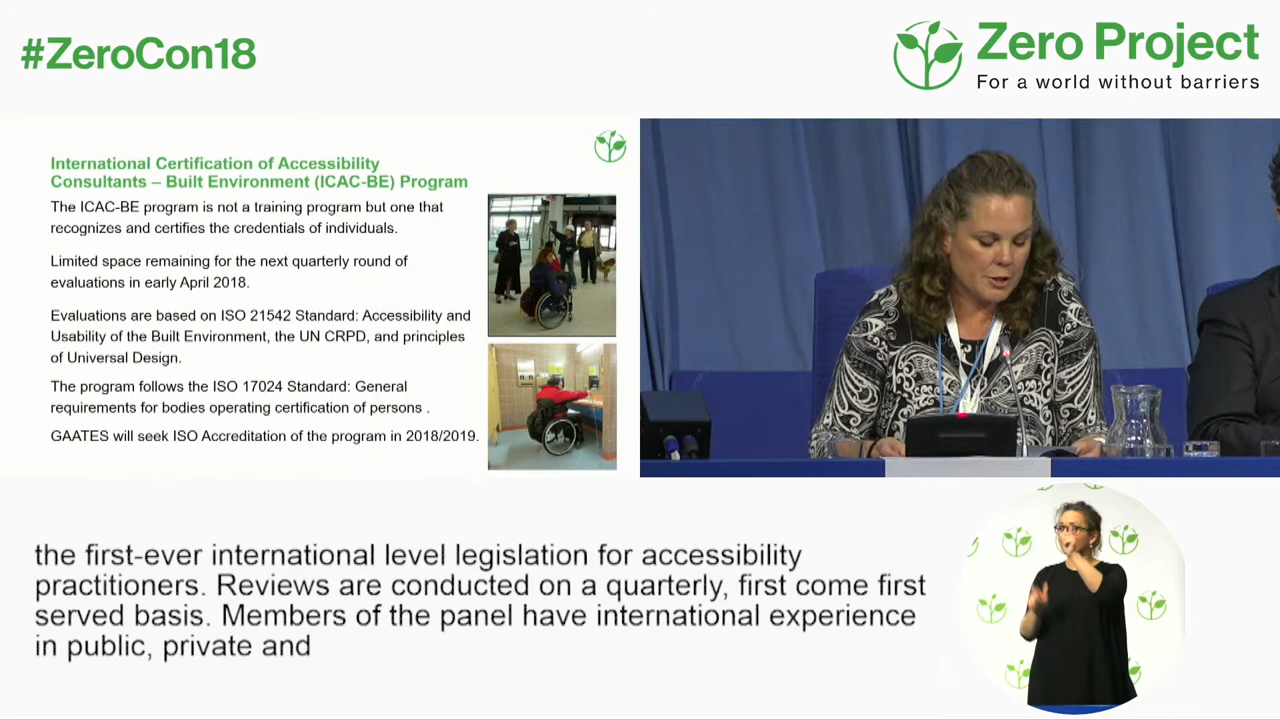 #ZeroCon18
Zero Project
For a world without barriers
International Certification of Accessibility
Consultants – Built Environment (ICAC-BE) Program
The ICAC-BE program is not a training program but one that
recognizes and certifies the credentials of individuals.
Limited space remaining for the next quarterly round of
evaluations in early April 2018.
Evaluations are based on ISO 21542 Standard: Accessibility and
Usability of the Built Environment, the UN CRPD, and principles
of Universal Design.
The program follows the ISO 17024 Standard: General
requirements for bodies operating certification of persons .
GAATES will seek ISO Accreditation of the program in 2018/2019.
the first-ever international level legislation for accessibility
practitioners. Reviews are conducted on a quarterly, first come first
served basis. Members of the panel have international experience
in public, private and